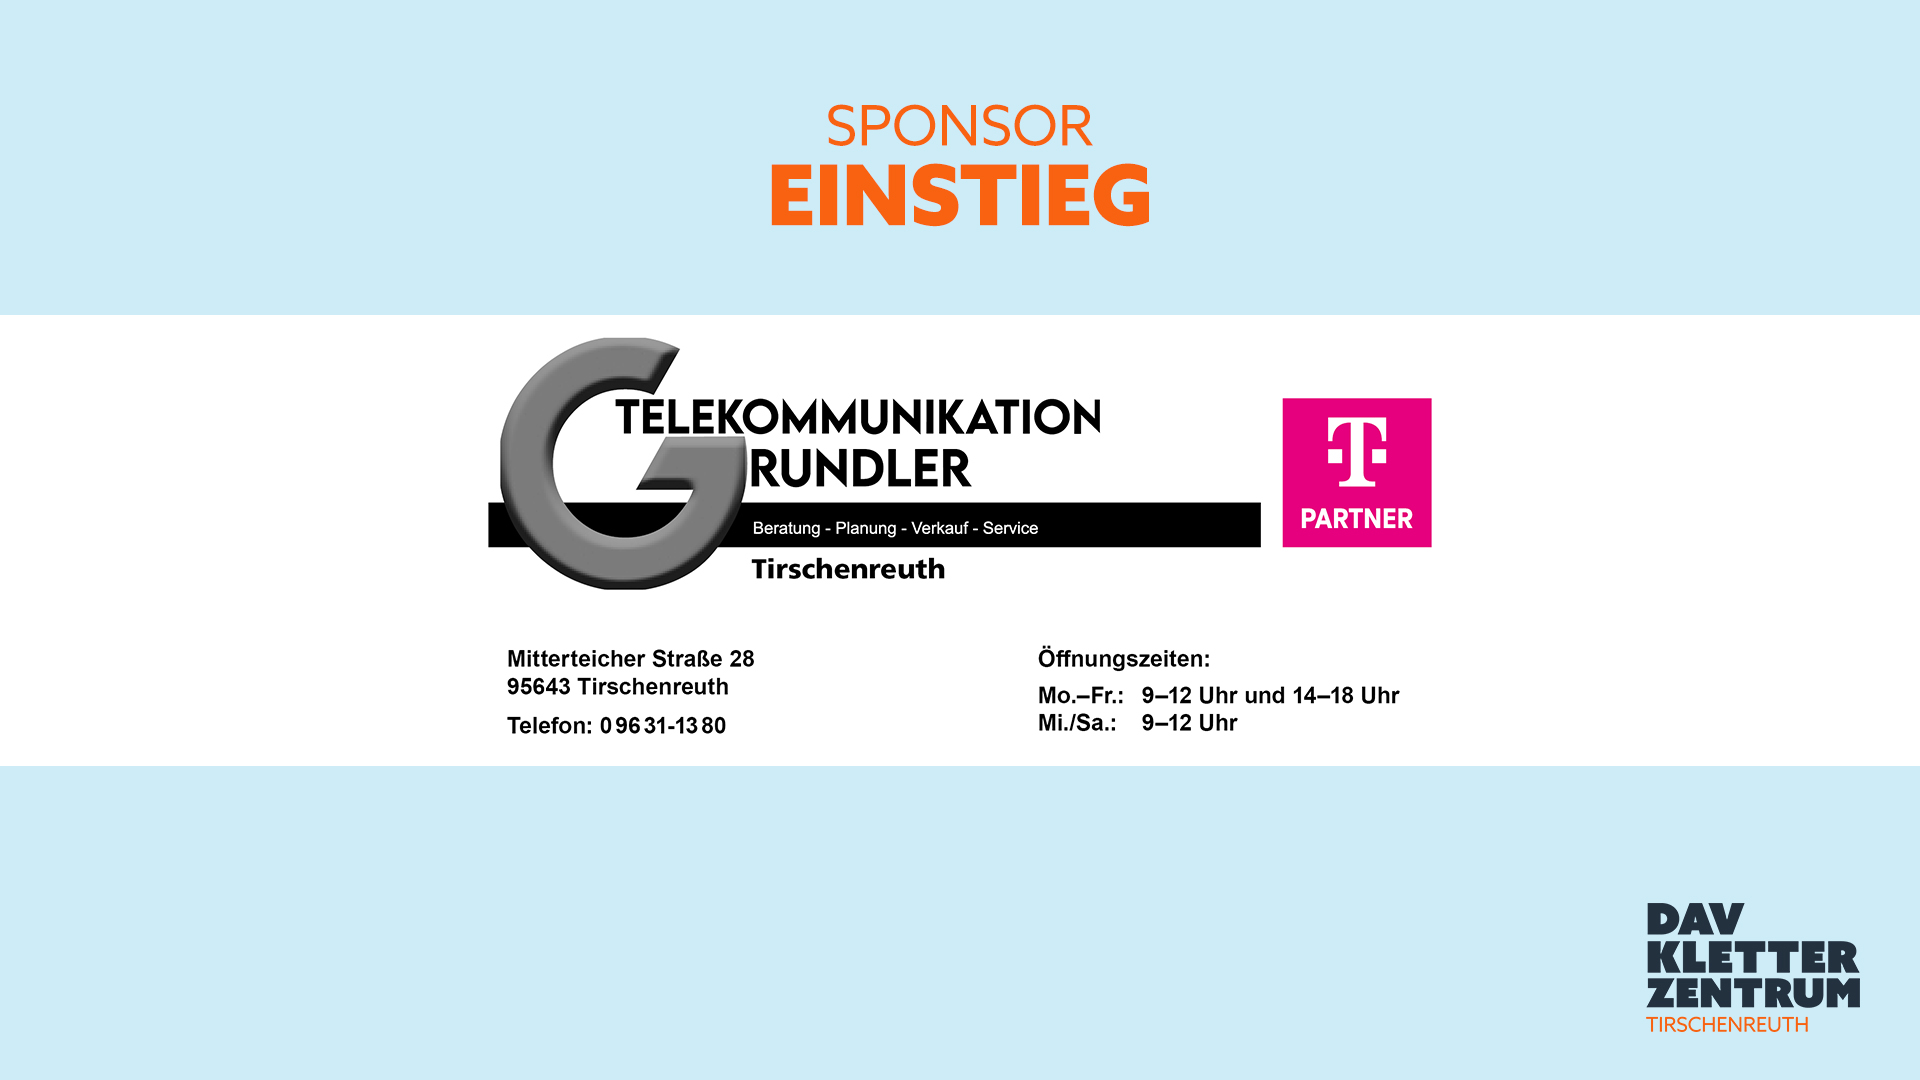 SPONSOR
EINSTIEG
TELEKOMMUNIKATION
GRUNDLER
Beratung - Planung - Verkauf - Service
Tirschenreuth
T
PARTNER
Mitterteicher Straße 28
95643 Tirschenreuth
Telefon: 0 96 31-13 80
Öffnungszeiten:
Mo.–Fr.: 9–12 Uhr und 14–18 Uhr
Mi./Sa.: 9–12 Uhr
DAV
KLETTER
ZENTRUM
TIRSCHENREUTH